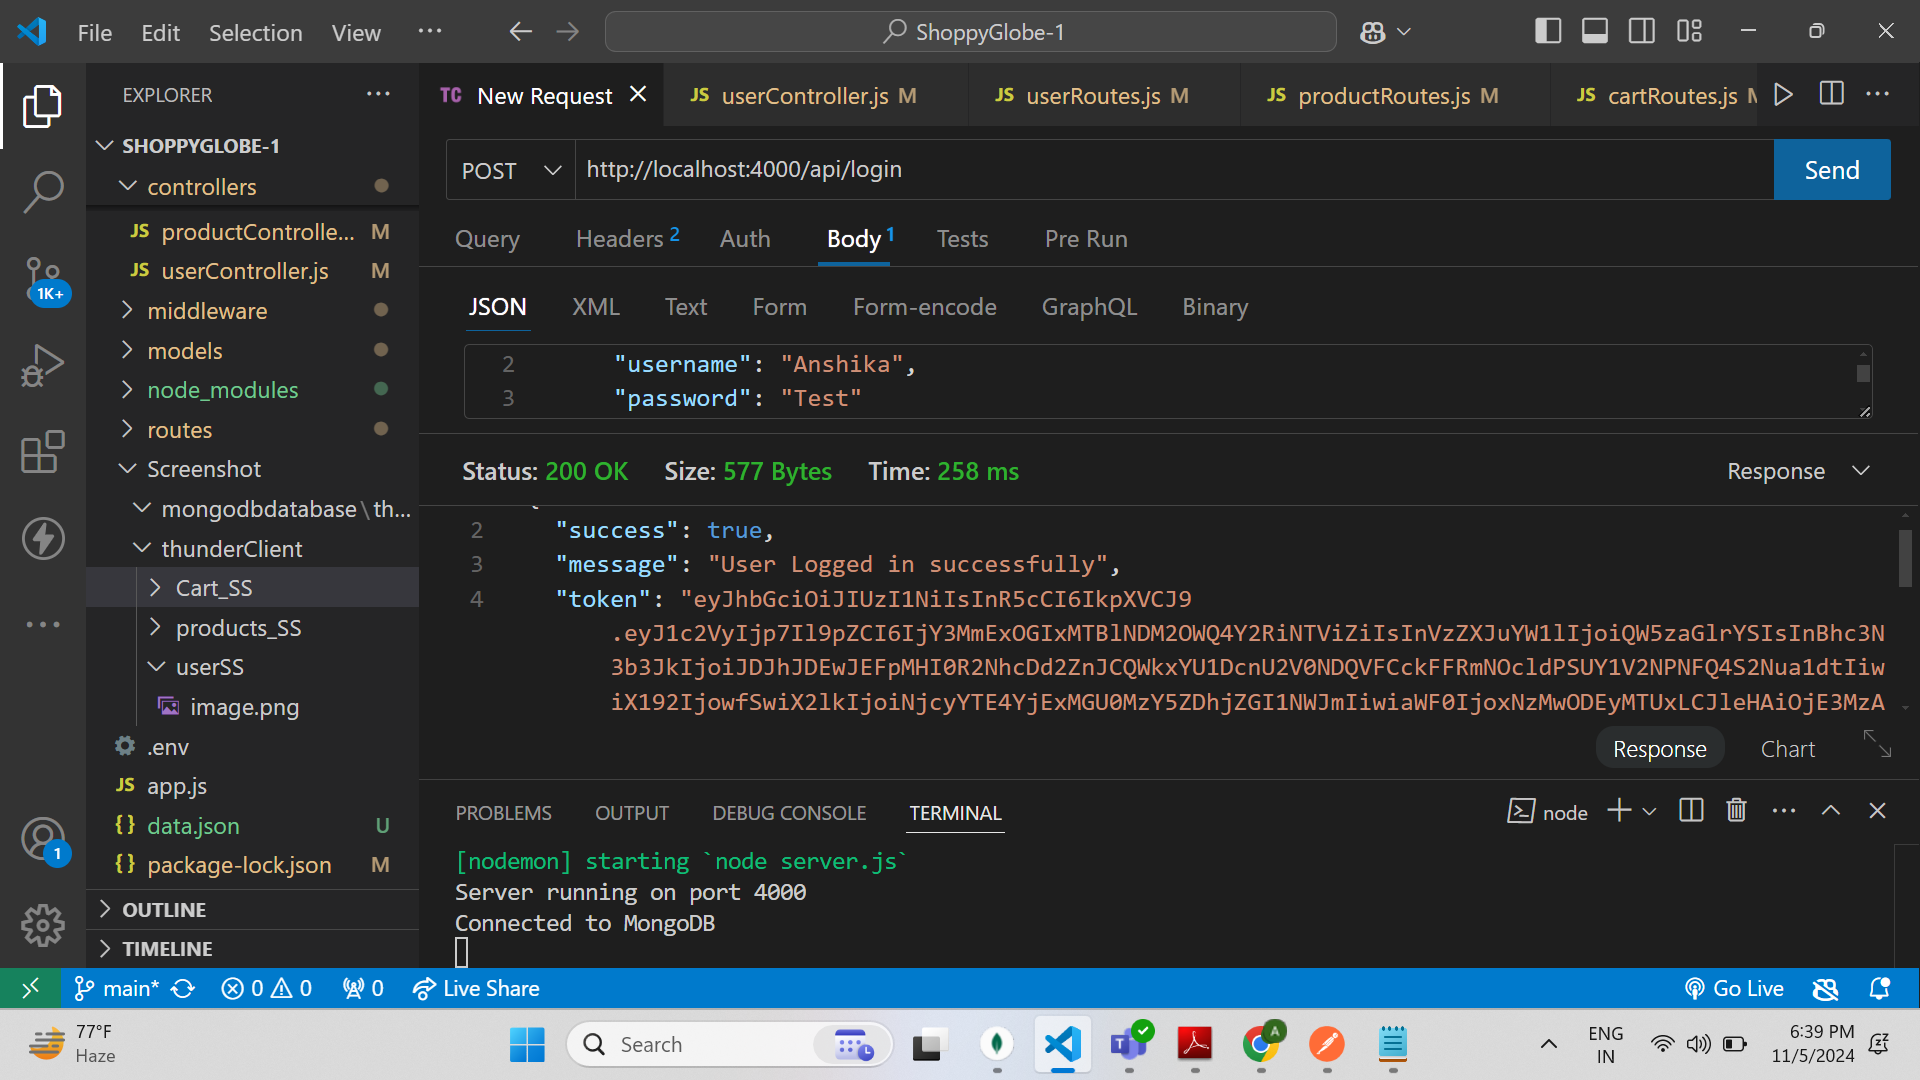 File Edit Selection View ... ShoppyGlobe-1
EXPLORER ...
TC New Request JS userController.js M JS userRoutes.js M JS productRoutes.js M JS cartRoutes.js
SHOPPYGLOBE-1
controllers
JS productControlle... M
JS userController.js M
middleware
models
node_modules
routes
Screenshot
mongodbdatabase\th...
thunderClient
Cart_SS
products_SS
userSS
image.png
.env
JS app.js
{} data.json U
{} package-lock.json M
OUTLINE
TIMELINE
1K+
1
POST http://localhost:4000/api/login Send
Query Headers 2 Auth Body 1 Tests Pre Run
JSON XML Text Form Form-encode GraphQL Binary
2 "username": "Anshika",
3 "password": "Test"
Status: 200 OK Size: 577 Bytes Time: 258 ms Response
2 "success": true,
3 "message": "User Logged in successfully",
4 "token": "eyJhbGciOiJIUzI1NiIsInR5cCI6IkpXVCJ9
.eyJ1c2VyIjp7Il9pZCI6IjY3MmExOGIxMTBlNDM2OWQ4Y2RiNTViZiIsInVzZXJuYW1lIjoiQW5zaGlrYSIsInBhc3N
3b3JkIjoiJDJhJDEwJEFpMHI0R2NhcDd2ZnJCQWkxYU1DcnU2V0NDQVFCckFFRmNOcldPSUY1V2NPNFQ4S2Nua1dtIiw
iX192IjowfSwiX2lkIjoiNjcyYTE4YjExMGU0MzY5ZDhjZGI1NWJmIiwiaWF0IjoxNzMwODEyMTUxLCJleHAiOjE3MzA
Response Chart
PROBLEMS OUTPUT DEBUG CONSOLE TERMINAL node
[nodemon] starting `node server.js`
Server running on port 4000
Connected to MongoDB
main* 0 0 0 Live Share Go Live
77°F
Haze
Search
A
ENG
IN
6:39 PM
11/5/2024